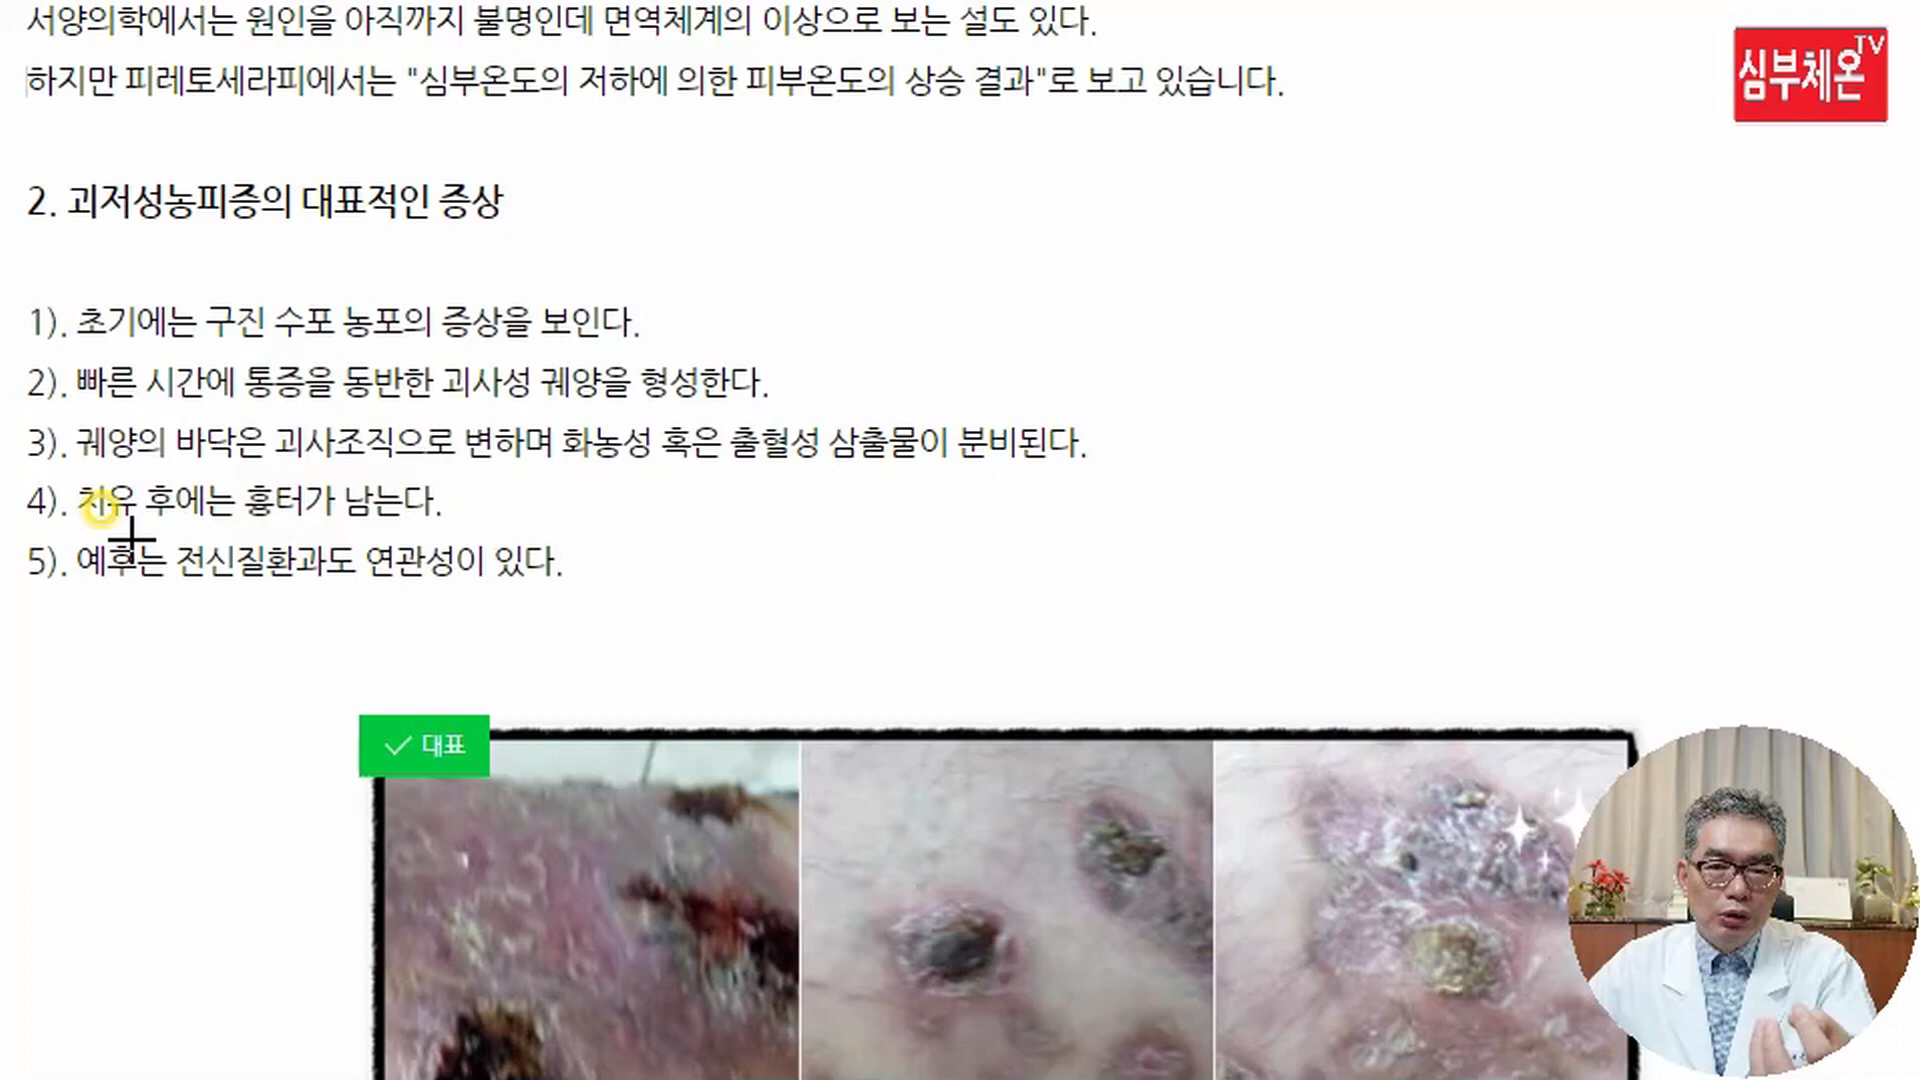 서양의학에서는 원인을 아직까지 불명인데 면역체계의 이상으로 보는 설도 있다.
하지만 피레토세라피에서는 "심부온도의 저하에 의한 피부온도의 상승 결과"로 보고 있습니다.
심부체온TV
2. 괴저성농피증의 대표적인 증상
1). 초기에는 구진 수포 농포의 증상을 보인다.
2). 빠른 시간에 통증을 동반한 괴사성 궤양을 형성한다.
3). 궤양의 바닥은 괴사조직으로 변하며 화농성 혹은 출혈성 삼출물이 분비된다.
4). 치유 후에는 흉터가 남는다.
5). 예후는 전신질환과도 연관성이 있다.
대표